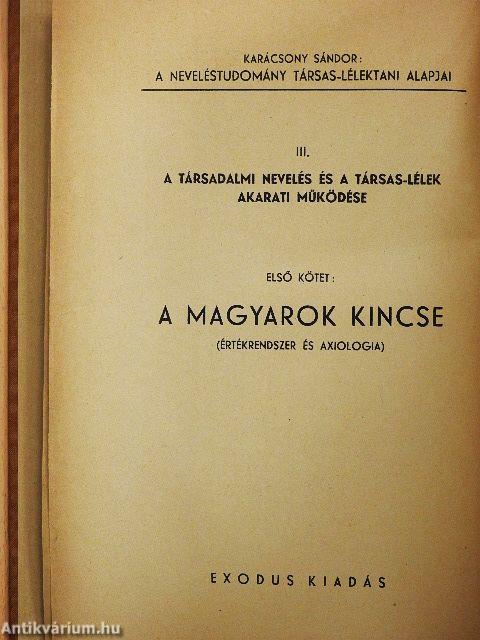 KARÁCSONY SÁNDOR:
A NEVELÉSTUDOMÁNY TÁRSAS-LÉLEKTANI ALAPJAI
III.
A TÁRSADALMI NEVELÉS ÉS A TÁRSAS-LÉLEK
AKARATI MŰKÖDÉSE
ELSŐ KÖTET:
A MAGYAROK KINCSE
(ÉRTÉKRENDSZER ÉS AXIOLOGIA)
EXODUS KIADÁS
Antikvárium.hu